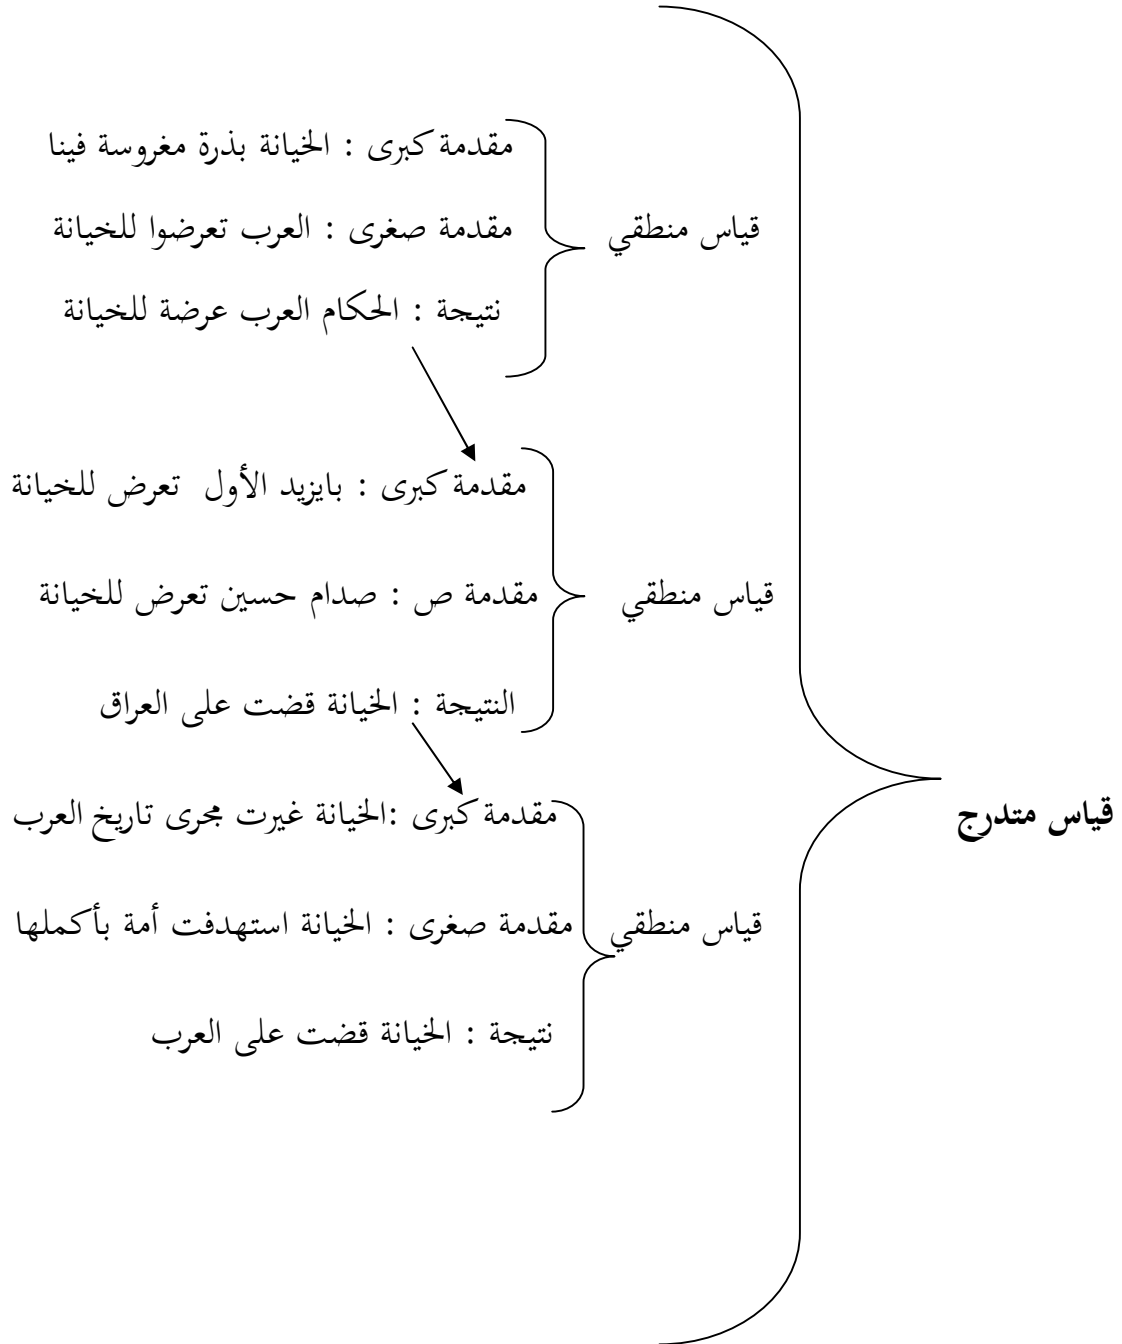 مقدمة كبرى : الخيانة بذرة مغروسة فينا
قياس منطقي مقدمة صغرى : العرب تعرضوا للخيانة
نتيجة : الحكام العرب عرضة للخيانة
مقدمة كبرى : بايزيد الأول تعرض للخيانة
قياس منطقي مقدمة ص : صدام حسين تعرض للخيانة
النتيجة : الخيانة قضت على العراق
قياس متدرج مقدمة كبرى :الخيانة غيرت مجرى تاريخ العرب
قياس منطقي مقدمة صغرى : الخيانة استهدفت أمة بأكملها
نتيجة : الخيانة قضت على العرب